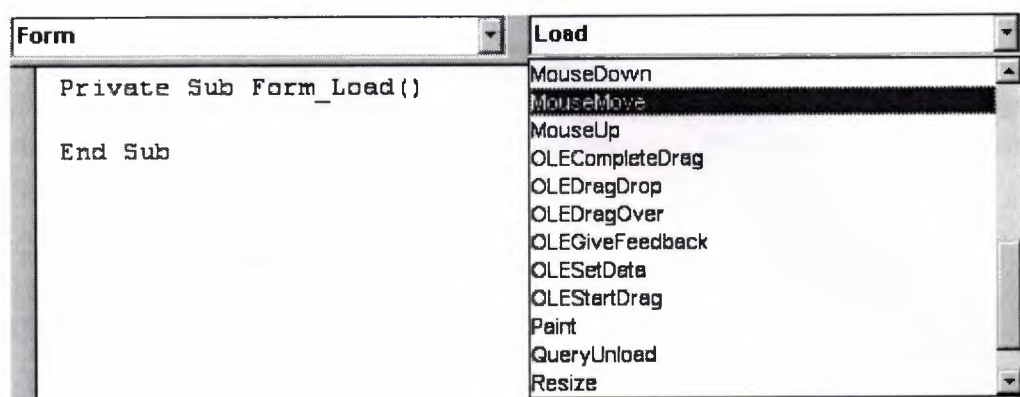 Form
Load
Private Sub Form_Load()
End Sub
MouseDown
MouseMove
MouseUp
OLECompleteDrag
OLEDragDrop
OLEDragOver
OLEGiveFeedback
OLESetData
OLEStartDrag
Paint
QueryUnload
Resize